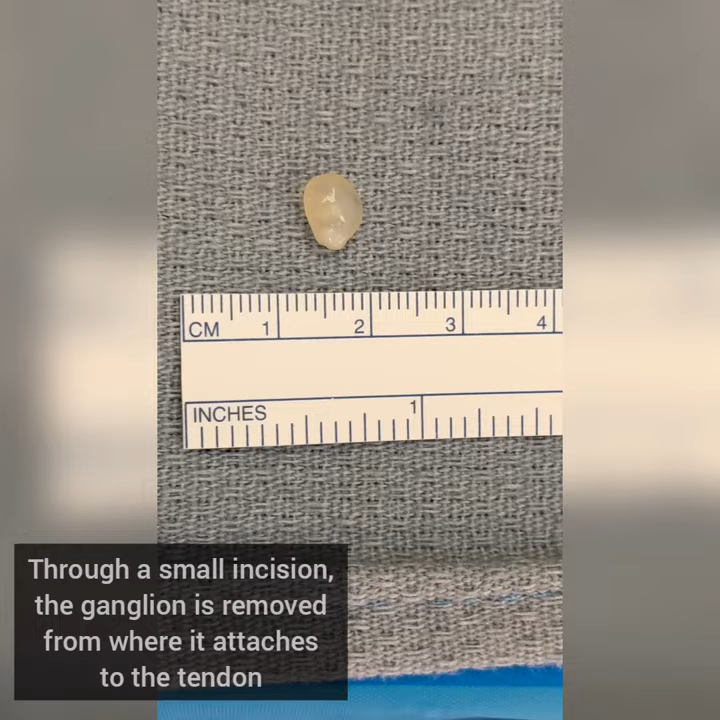 CM 1 2 3 4
INCHES 1
Through a small incision,
the ganglion is removed
from where it attaches
to the tendon